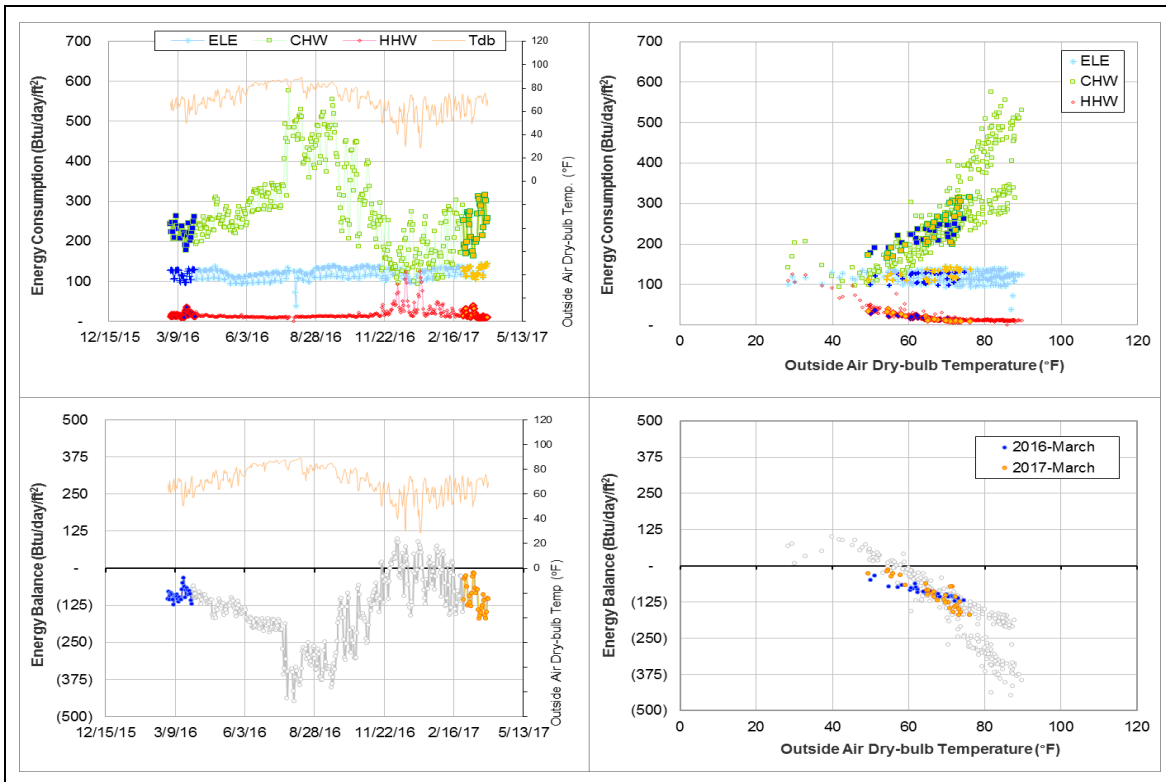 ELE CHW HHW Tdb
Energy Consumption (Btu/day/ft²)
700
600
500
400
300
200
100
-
120
100
80
60
40
20
0
Outside Air Dry-bulb Temp. (°F)
12/15/15 3/9/16 6/3/16 8/28/16 11/22/16 2/16/17 5/13/17
Energy Consumption (Btu/day/ft²)
700
600
500
400
300
200
100
-
ELE
CHW
HHW
0 20 40 60 80 100 120
Outside Air Dry-bulb Temperature (°F)
Energy Balance (Btu/day/ft²)
500
375
250
125
-
(125)
(250)
(375)
(500)
120
100
80
60
40
20
0
Outside Air Dry-bulb Temp (°F)
12/15/15 3/9/16 6/3/16 8/28/16 11/22/16 2/16/17 5/13/17
Energy Balance (Btu/day/ft²)
500
375
250
125
-
(125)
(250)
(375)
(500)
2016-March
2017-March
0 20 40 60 80 100 120
Outside Air Dry-bulb Temperature (°F)